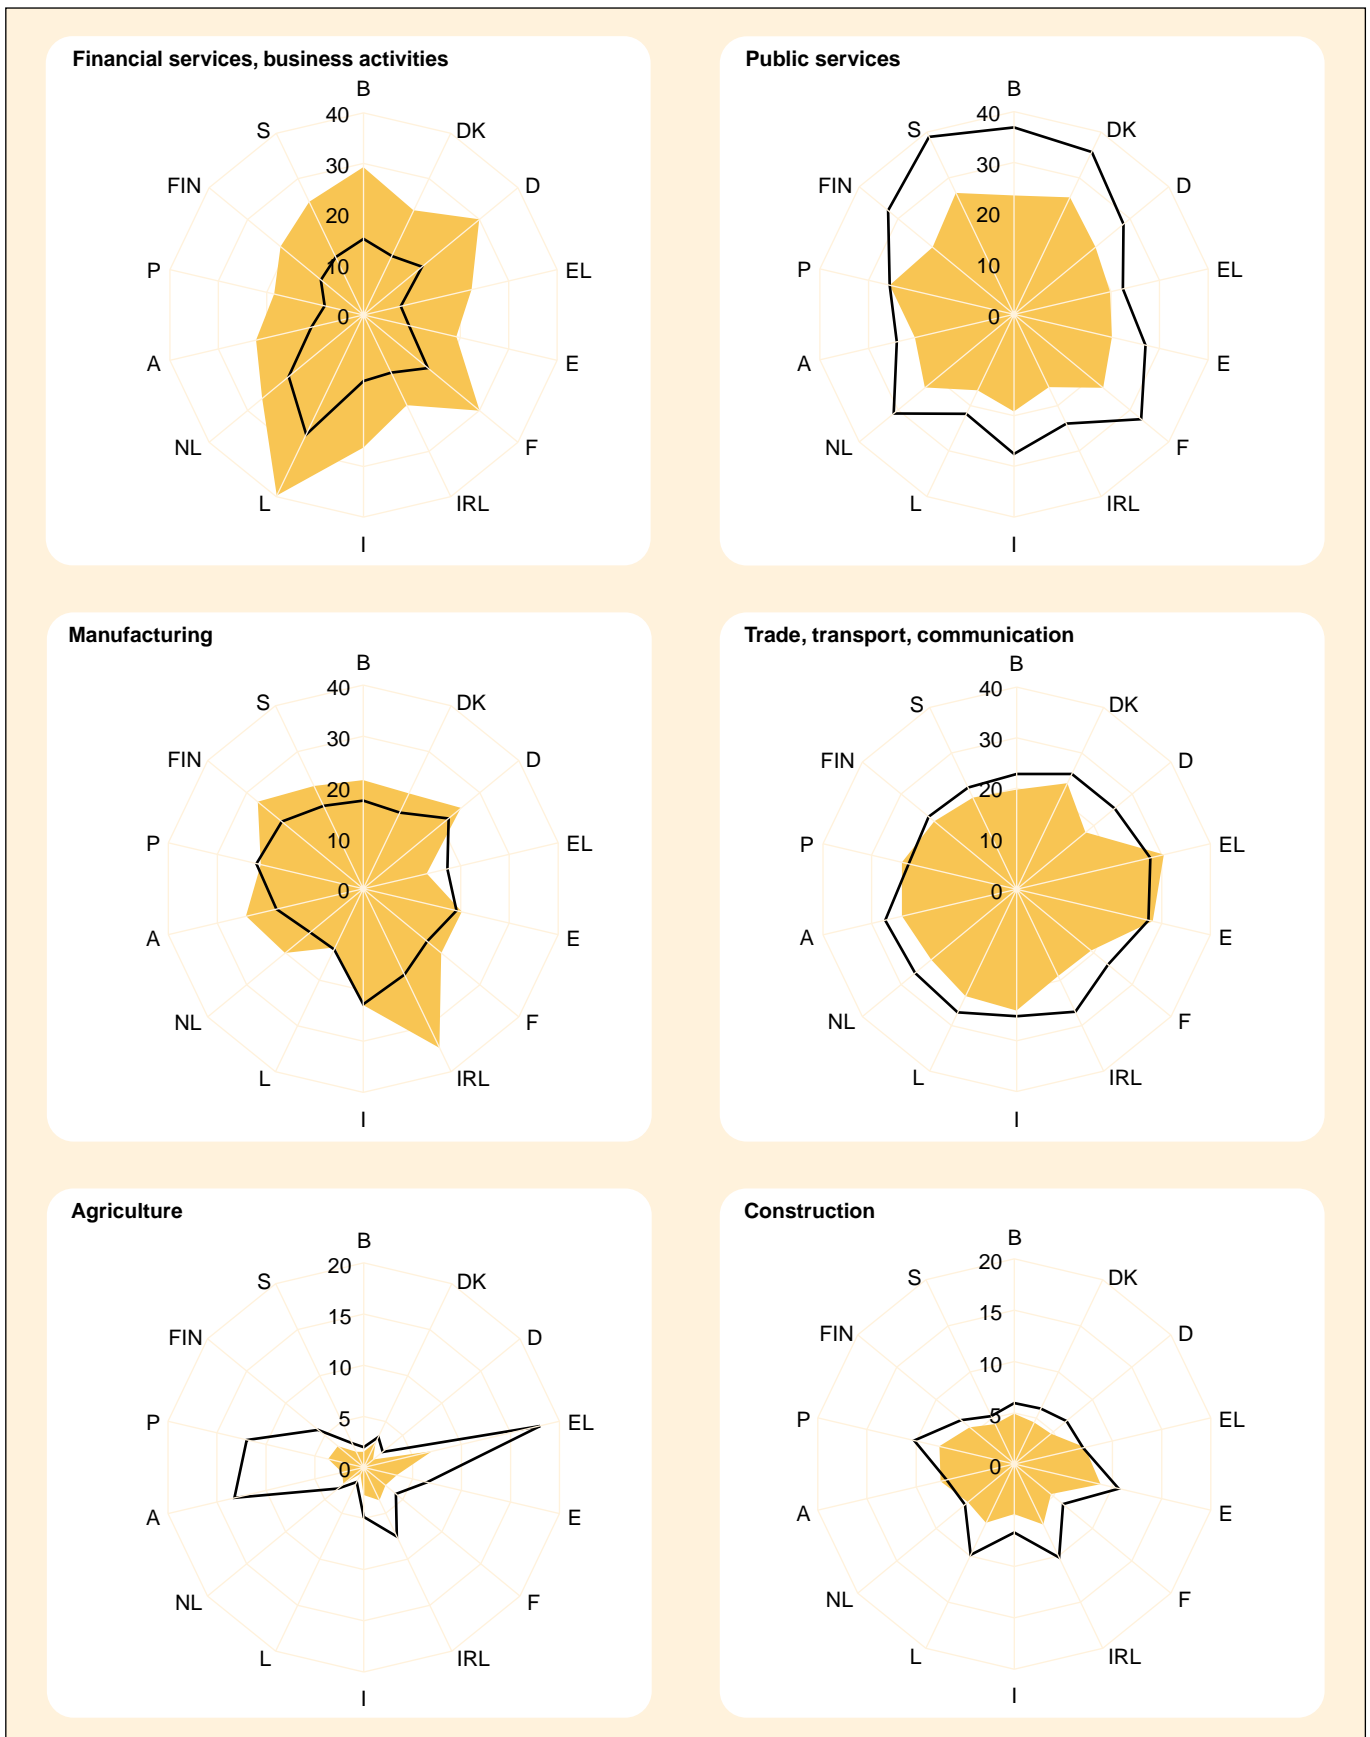 Financial services, business activities
B
40
S
DK
30
FIN
D
20
P
EL
10
0
A
E
NL
F
L
IRL
I
Public services
B
40
S
DK
30
FIN
D
20
P
EL
10
0
A
E
NL
F
L
IRL
I
Manufacturing
B
40
S
DK
30
FIN
D
20
P
EL
10
0
A
E
NL
F
L
IRL
I
Trade, transport, communication
B
40
S
DK
30
FIN
D
20
P
EL
10
0
A
E
NL
F
L
IRL
I
Agriculture
B
20
S
DK
15
FIN
D
10
P
EL
5
0
A
E
NL
F
L
IRL
I
Construction
B
20
S
DK
15
FIN
D
10
P
EL
5
0
A
E
NL
F
L
IRL
I